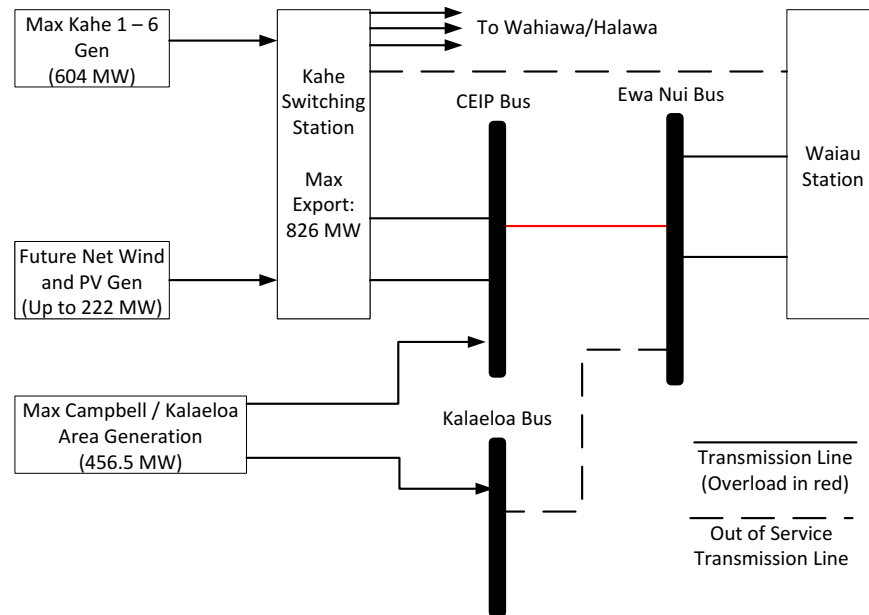 Max Kahe 1 – 6
Gen
(604 MW)
To Wahiawa/Halawa
Kahe
Switching
Station
Max
Export:
826 MW
CEIP Bus
Ewa Nui Bus
Waiau
Station
Future Net Wind
and PV Gen
(Up to 222 MW)
Max Campbell / Kalaeloa
Area Generation
(456.5 MW)
Kalaeloa Bus
Transmission Line
(Overload in red)
Out of Service
Transmission Line